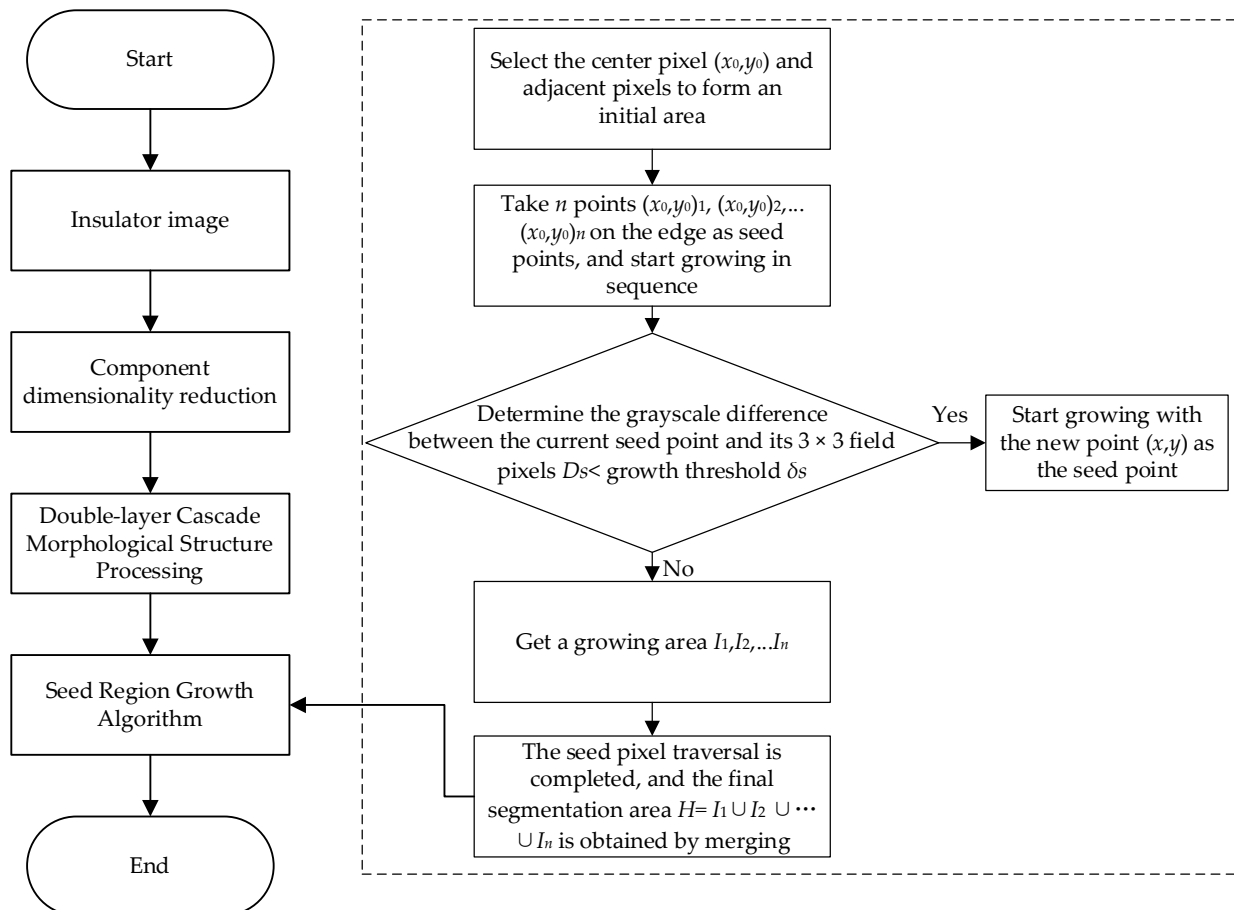 Start
Insulator image
Component
dimensionality reduction
Double-layer Cascade
Morphological Structure
Processing
Seed Region Growth
Algorithm
End
Select the center pixel (x₀,y₀) and
adjacent pixels to form an
initial area
Take n points (x₀,y₀)₁, (x₀,y₀)₂,...
(x₀,y₀)ₙ on the edge as seed
points, and start growing in
sequence
Determine the grayscale difference
between the current seed point and its 3 × 3 field
pixels Ds< growth threshold δs
Yes
Start growing with
the new point (x,y) as
the seed point
No
Get a growing area I₁,I₂,...Iₙ
The seed pixel traversal is
completed, and the final
segmentation area H= I₁ ∪ I₂ ∪ ⋯
∪ Iₙ is obtained by merging